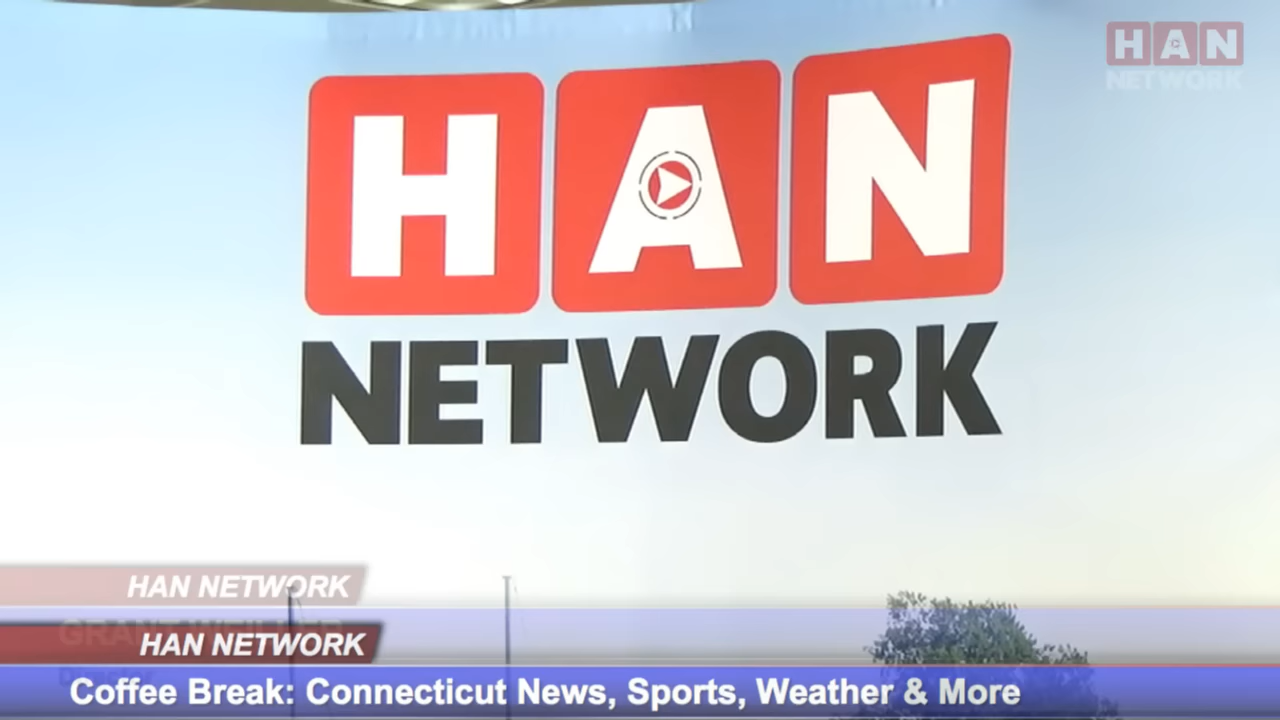 HAN
NETWORK
HAN
NETWORK
HAN NETWORK
HAN NETWORK
Coffee Break: Connecticut News, Sports, Weather & More